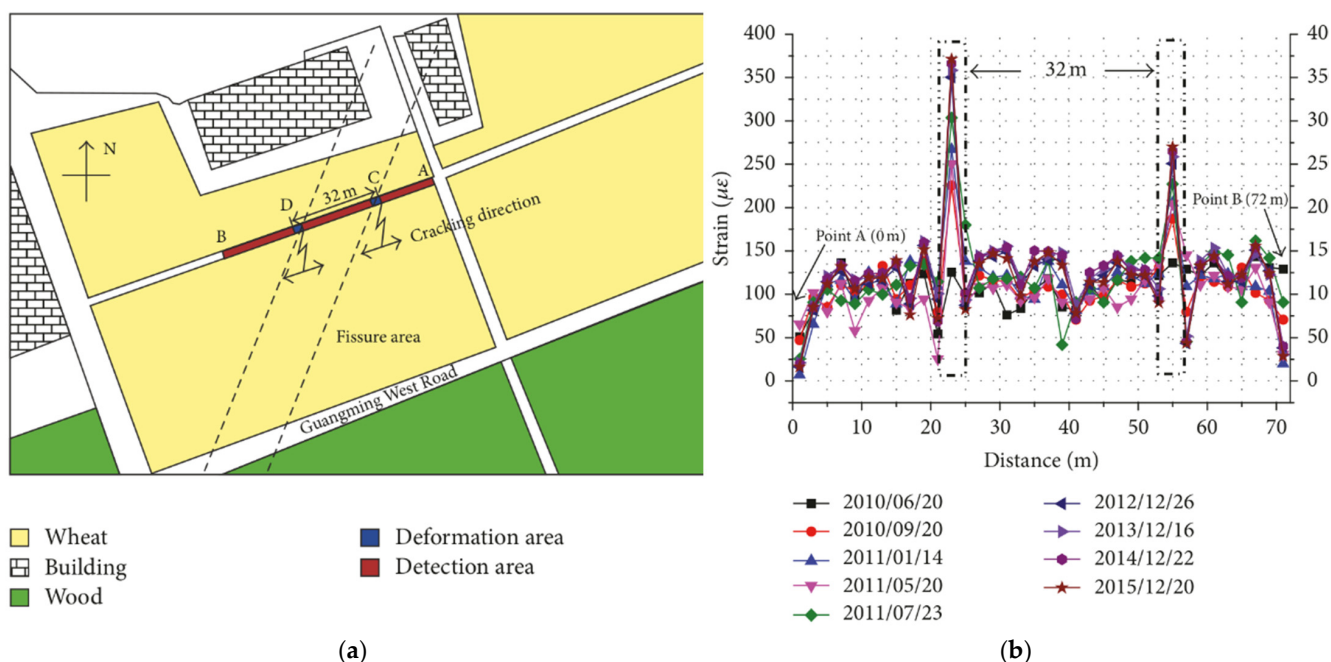 N
32 m
C
A
D
B
Cracking direction
Fissure area
Guangming West Road
Wheat
Building
Wood
Deformation area
Detection area
(a)
400
350
300
250
200
150
100
50
0
Strain (με)
40
35
30
25
20
15
10
50
0
32 m
Point A (0 m)
Point B (72 m)
0 10 20 30 40 50 60 70
Distance (m)
2010/06/20
2010/09/20
2011/01/14
2011/05/20
2011/07/23
2012/12/26
2013/12/16
2014/12/22
2015/12/20
(b)